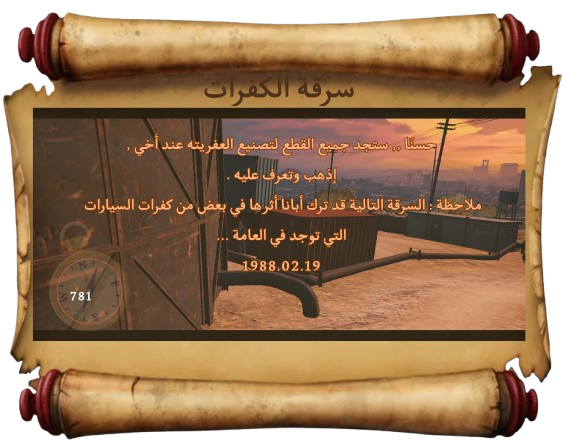 سرقة الكفرات
حسنًا ,, ستجد جميع القطع لتصنيع العفريته عند أخي ,
إذهب وتعرف عليه .
ملاحظة : السرقة التالية قد ترك أبانا أثرها في بعض من كفرات السيارات
التي توجد في العامة ...
1988.02.19
781